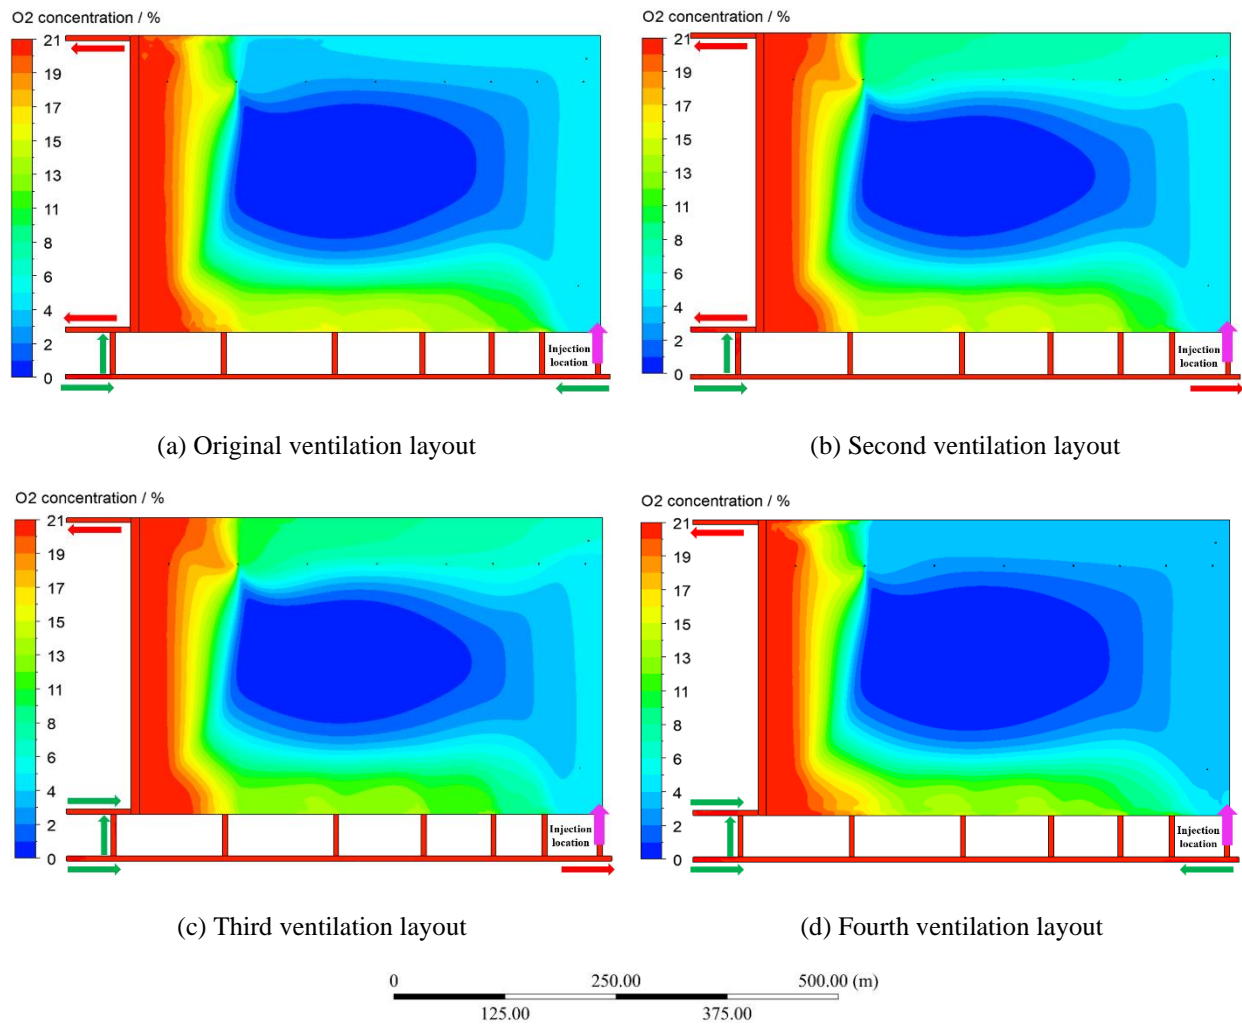 O2 concentration / %
21
19
17
15
13
11
9
8
6
4
2
0
Injection
location
(a) Original ventilation layout
O2 concentration / %
21
19
17
15
13
11
9
8
6
4
2
0
Injection
location
(b) Second ventilation layout
O2 concentration / %
21
19
17
15
13
11
9
8
6
4
2
0
Injection
location
(c) Third ventilation layout
O2 concentration / %
21
19
17
15
13
11
9
8
6
4
2
0
Injection
location
(d) Fourth ventilation layout
0 250.00 500.00 (m)
125.00 375.00